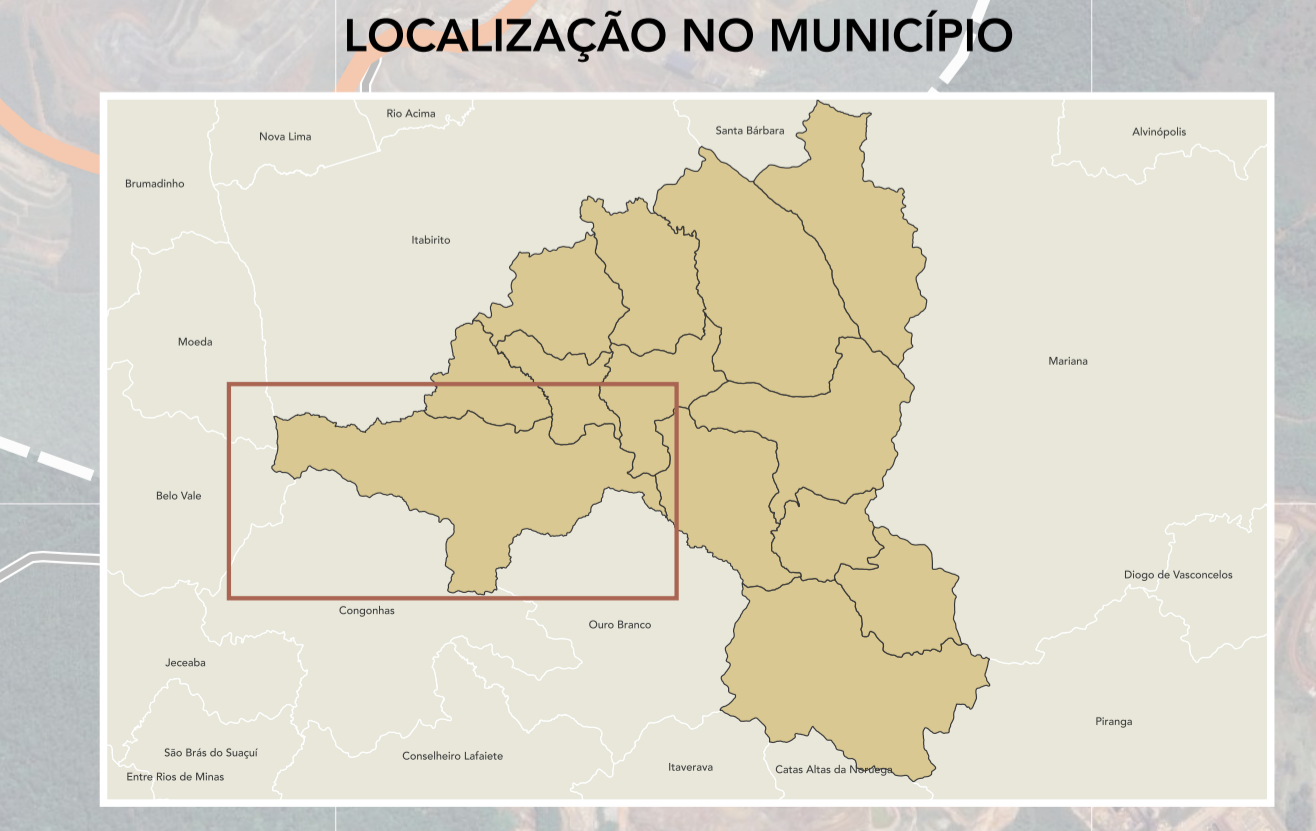 LOCALIZAÇÃO NO MUNICÍPIO
Rio Acima
Nova Lima
Santa Bárbara
Alvinópolis
Brumadinho
Itabirito
Moeda
Mariana
Belo Vale
Diogo de Vasconcelos
Congonhas
Ouro Branco
Jeceaba
Piranga
São Brás do Suaçuí
Conselheiro Lafaiete
Itaverava
Catas Altas da Noruega
Entre Rios de Minas